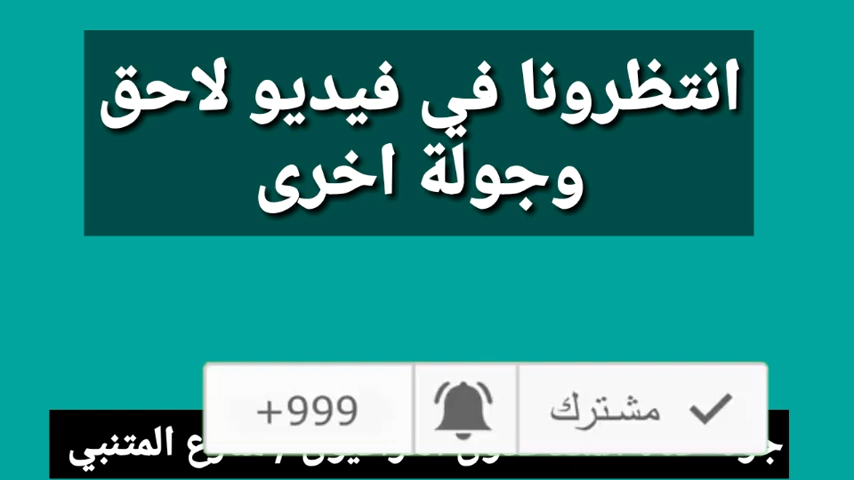 انتظرونا في فيديو لاحق
وجولة اخرى
مشترك
+999
المتنبي